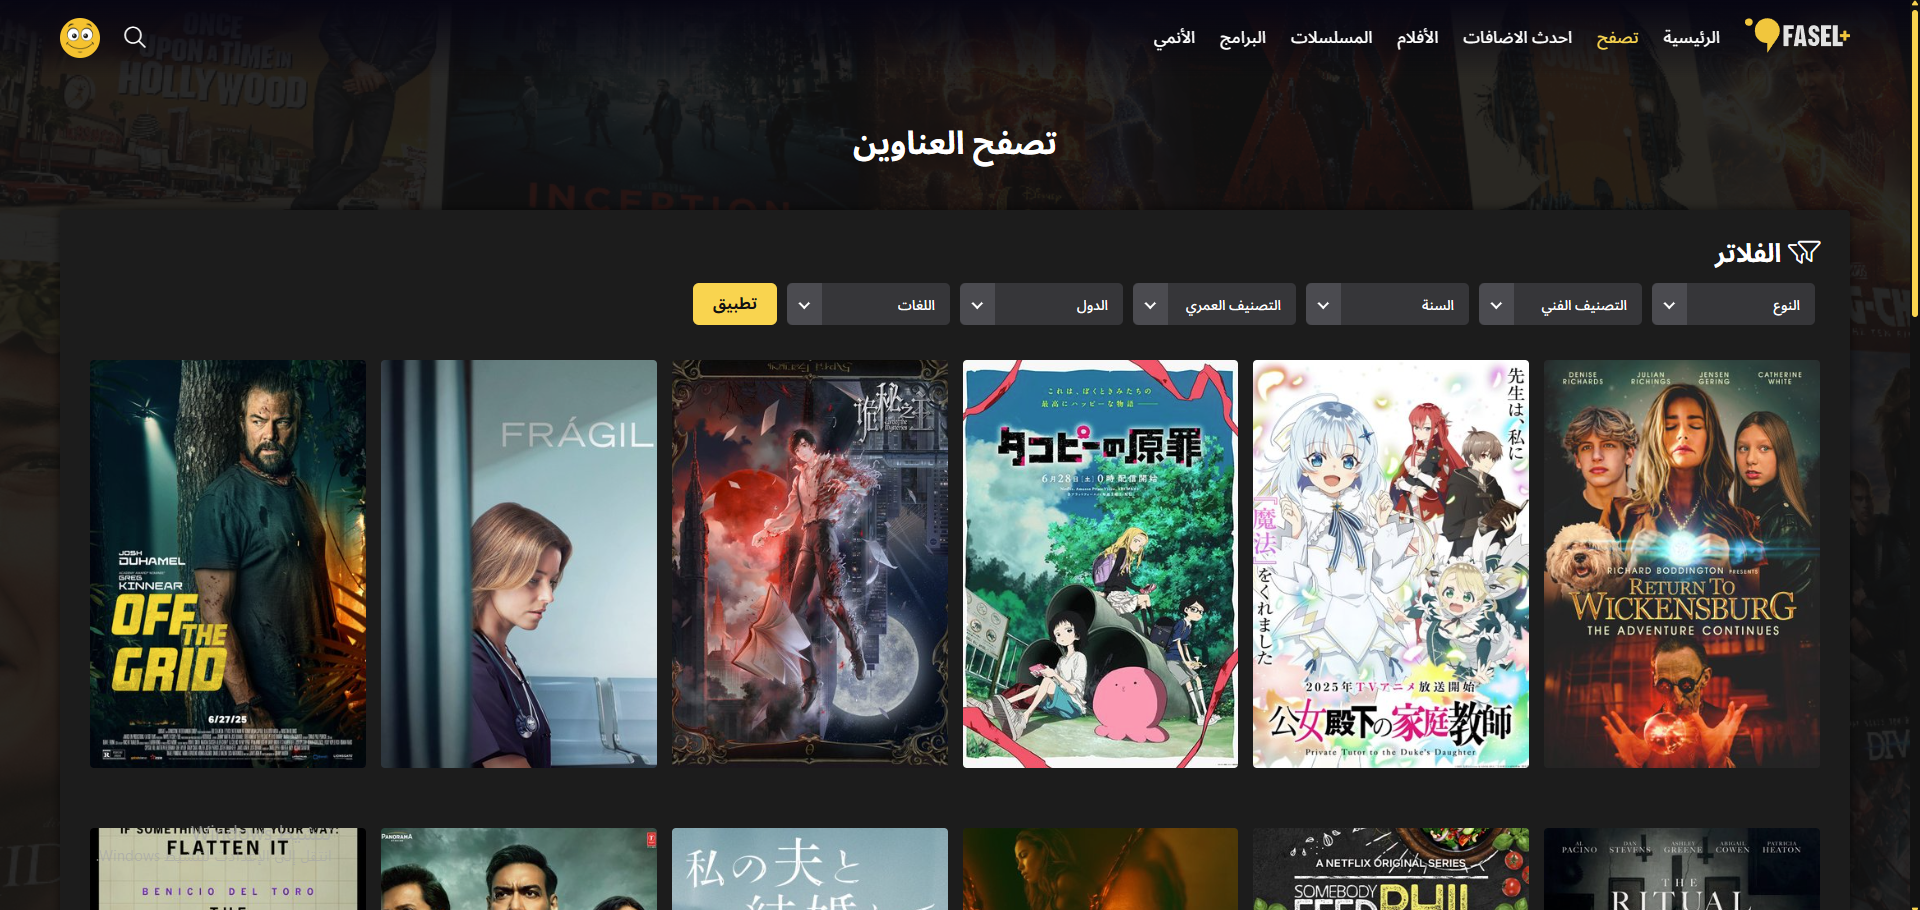 FASEL+
الرئيسية
تصفح
احدث الاضافات
الأفلام
المسلسلات
البرامج
الأنمي
ONCE
UPON A TIME IN
HOLLYWOOD
INCEPTION
تصفح العناوين
الفلاتر
النوع
التصنيف الفني
السنة
التصنيف العمري
الدول
اللغات
تطبيق
DENISE RICHARDS
JULIAN RICHINGS
JENSEN GERING
CATHERINE WHITE
RICHARD BODDINGTON PRESENTS
RETURN TO
WICKENSBURG
THE ADVENTURE CONTINUES
先生は、私に
『魔法』をくれました
2025年TVアニメ放送開始
公女殿下の家庭教師
Private Tutor to the Duke's Daughter
これは、ぼくときみたちの
最高にハッピーな物語
タコピーの原罪
6月28日[土]0時配信開始
FRÁGIL
JOSH
DUHAMEL
GREG
KINNEAR
OFF
THE
GRID
6/27/25
AL PACINO
DAN STEVENS
ASHLEY GREENE
ABIGAIL COWEN
PATRICIA HEATON
THE
RITUAL
A NETFLIX ORIGINAL SERIES
SOMEBODY
FEED
PHIL
私の夫と
結婚
PANORAMA
IF SOMETHING GETS IN YOUR WAY:
FLATTEN IT
BENICIO DEL TORO
THE